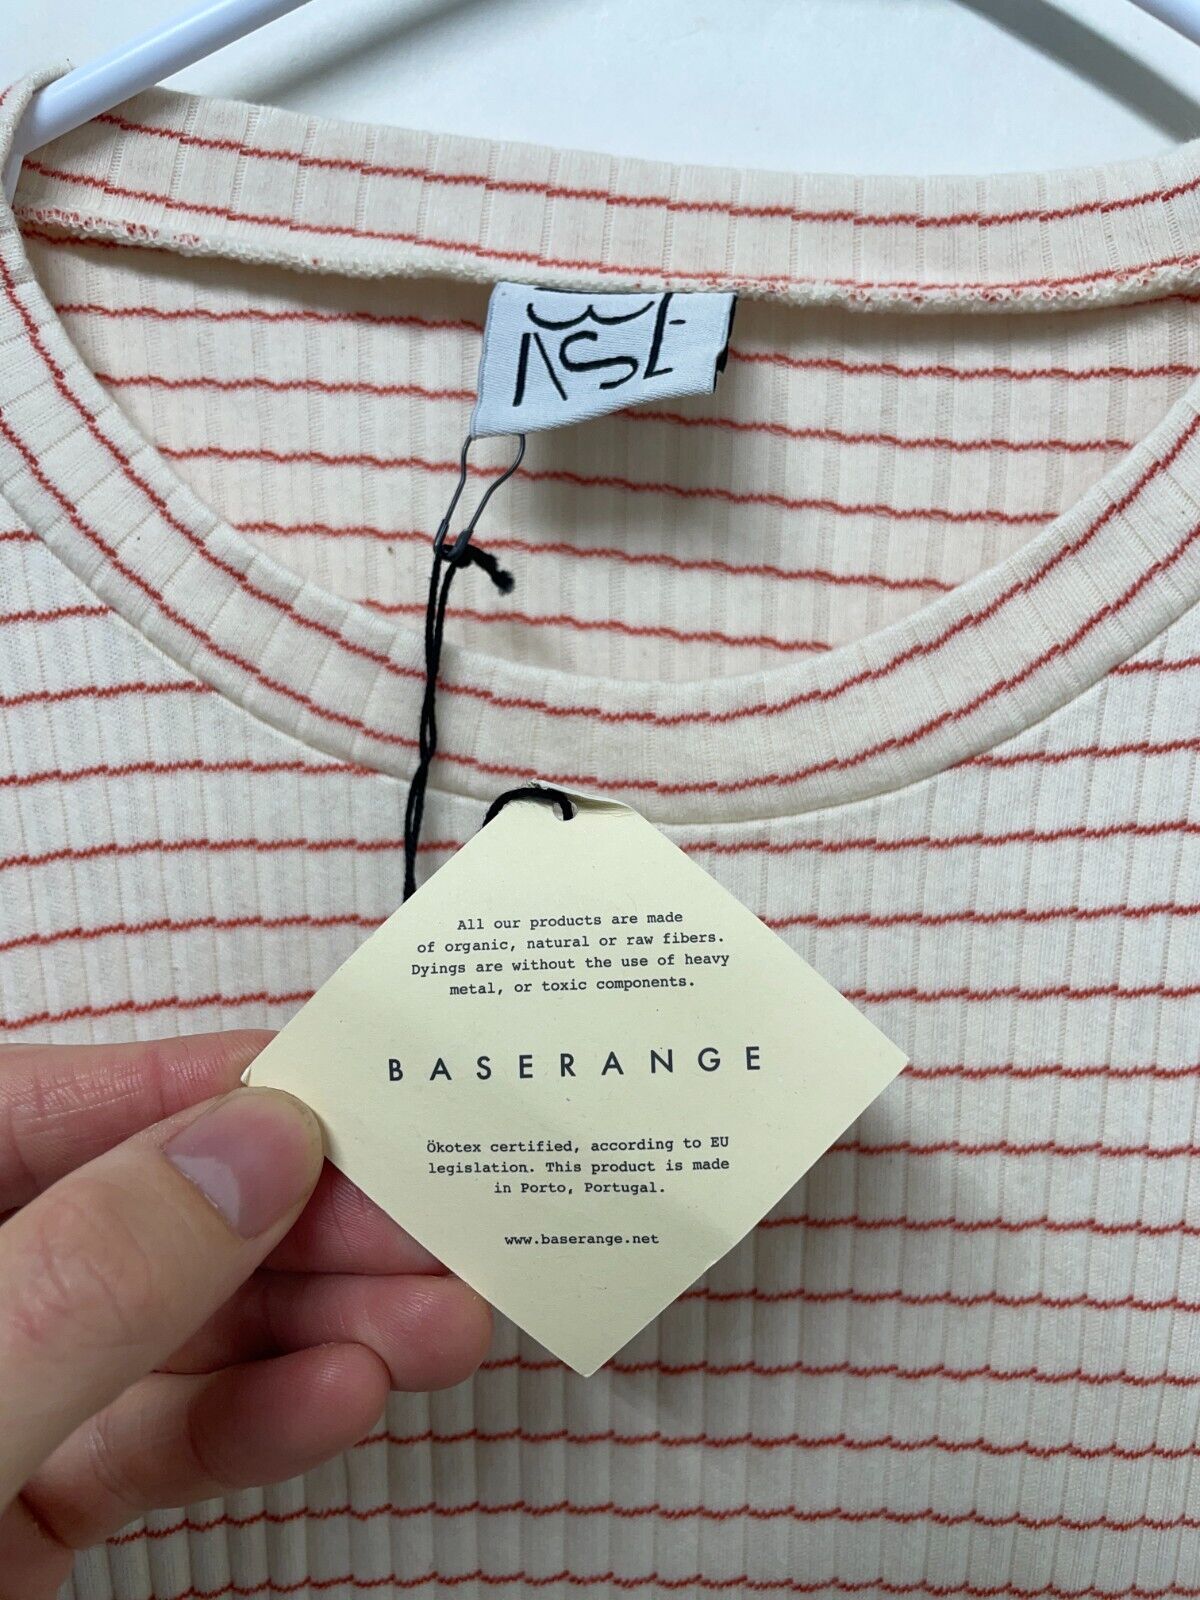 ASE
All our products are made
of organic, natural or raw fibers.
Dyings are without the use of heavy
metal, or toxic components.
BASERANGE
Ökotex certified, according to EU
legislation. This product is made
in Porto, Portugal.
www.baserange.net